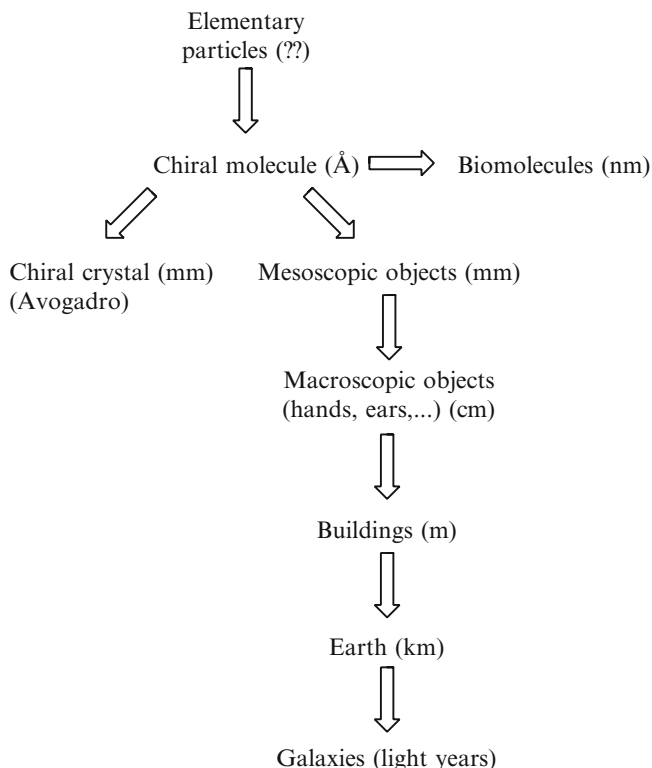 Elementary
particles (??)
Chiral molecule (Å)
Biomolecules (nm)
Chiral crystal (mm)
(Avogadro)
Mesoscopic objects (mm)
Macroscopic objects
(hands, ears,...) (cm)
Buildings (m)
Earth (km)
Galaxies (light years)